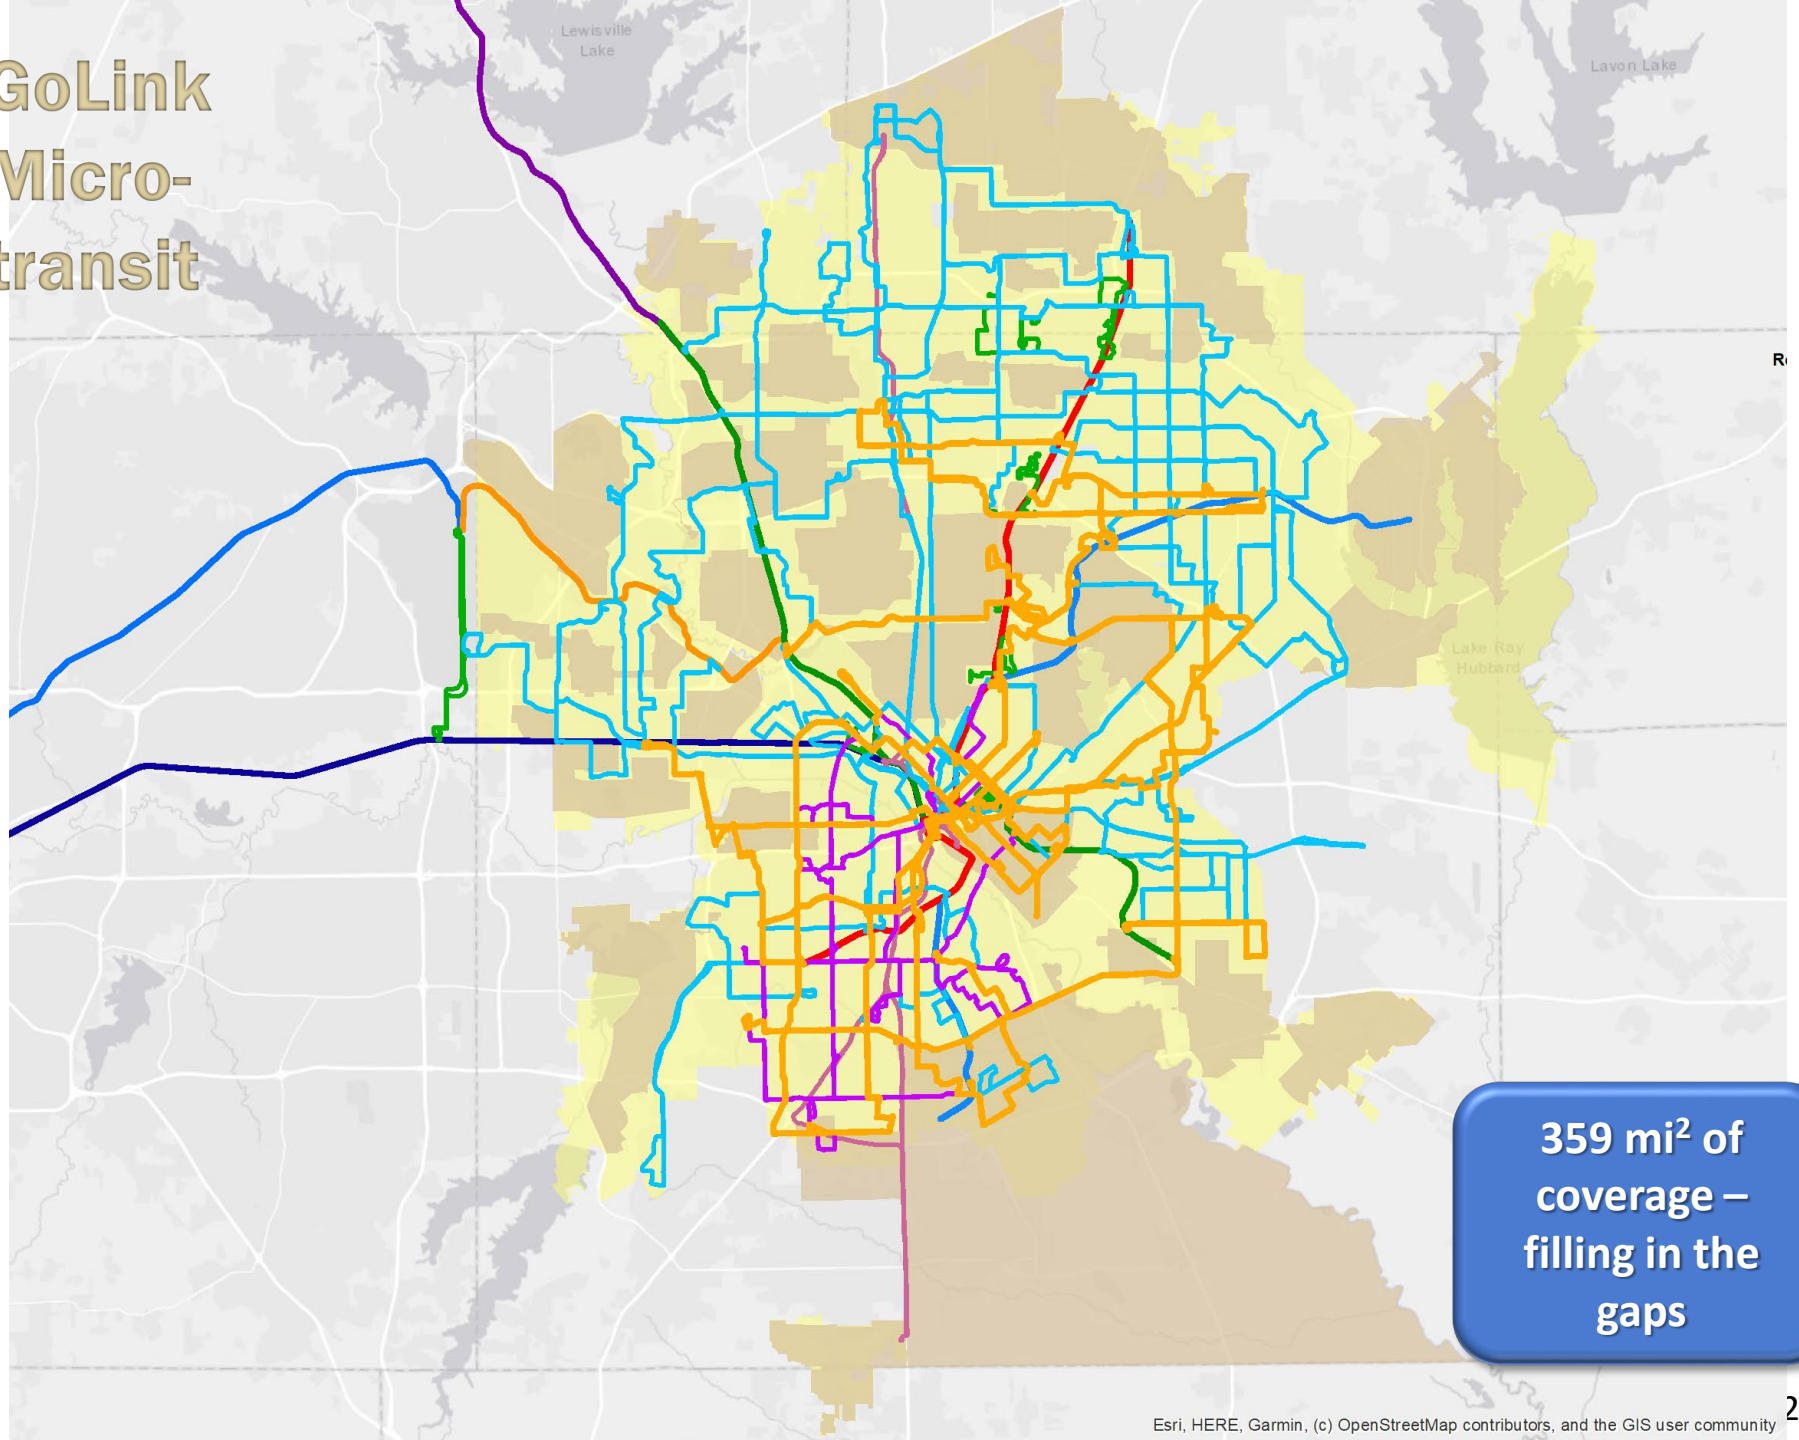 GoLink
Micro-
transit
Lewisville
Lake
Lavon Lake
Lake Ray
Hubbard
359 mi² of
coverage –
filling in the
gaps
Esri, HERE, Garmin, (c) OpenStreetMap contributors, and the GIS user community